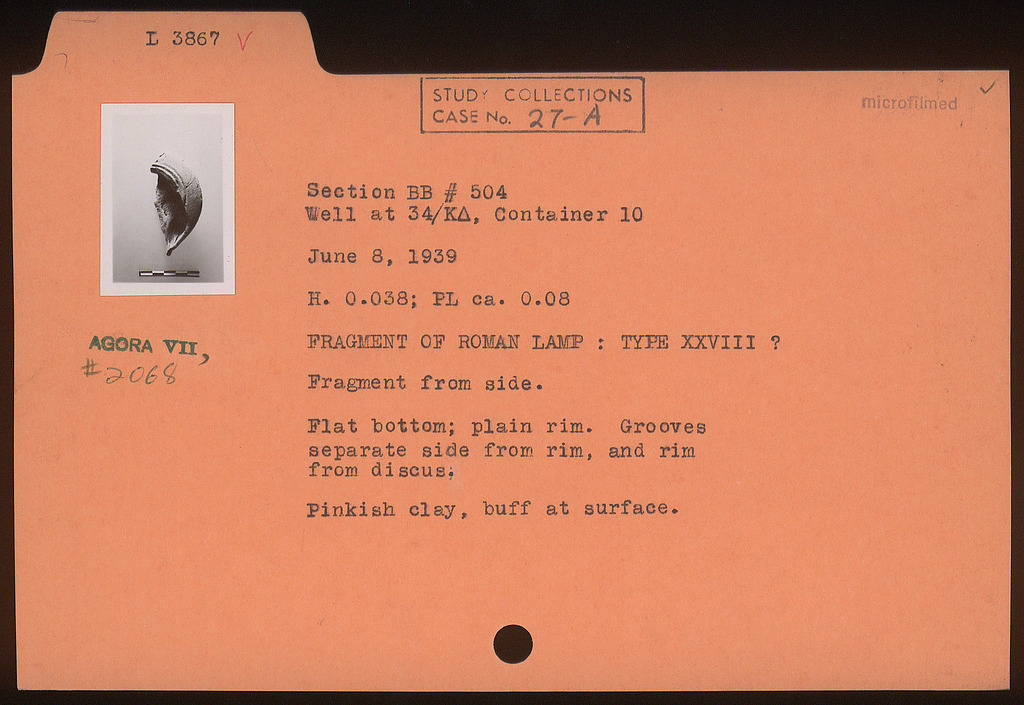 L 3867 V
STUDY COLLECTIONS
CASE No. 27-A
microfilmed
Section BB # 504
Well at 34/ΚΔ, Container 10
June 8, 1939
H. 0.038; PL ca. 0.08
FRAGMENT OF ROMAN LAMP : TYPE XXVIII ?
AGORA VII,
#2068
Fragment from side.
Flat bottom; plain rim. Grooves
separate side from rim, and rim
from discus.
Pinkish clay, buff at surface.